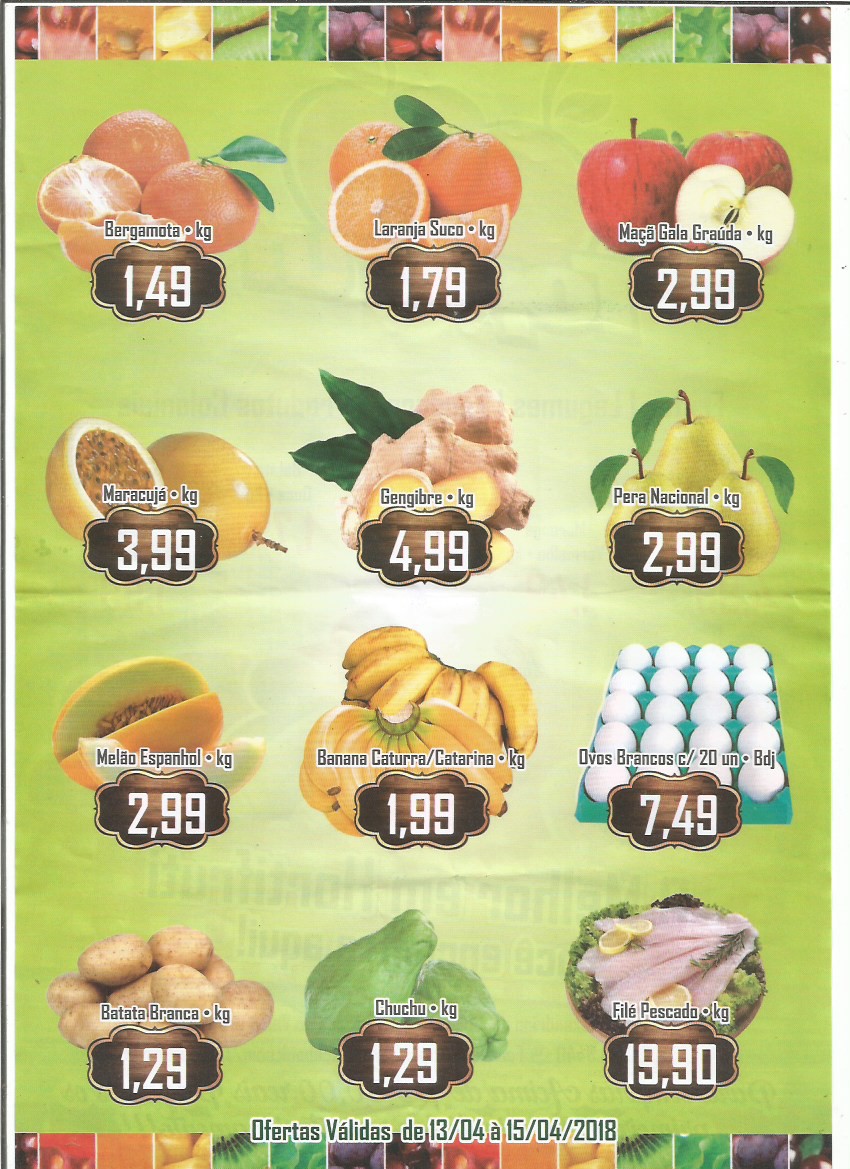 Bergamota • kg
1,49
Laranja Suco • kg
1,79
Maçã Gala Graúda • kg
2,99
Maracujá • kg
3,99
Gengibre • kg
4,99
Pera Nacional • kg
2,99
Melão Espanhol • kg
2,99
Banana Caturra/Catarina • kg
1,99
Ovos Brancos c/ 20 un • Bdj
7,49
Batata Branca • kg
1,29
Chuchu • kg
1,29
Filé Pescado • kg
19,90
Ofertas Válidas de 13/04 à 15/04/2018